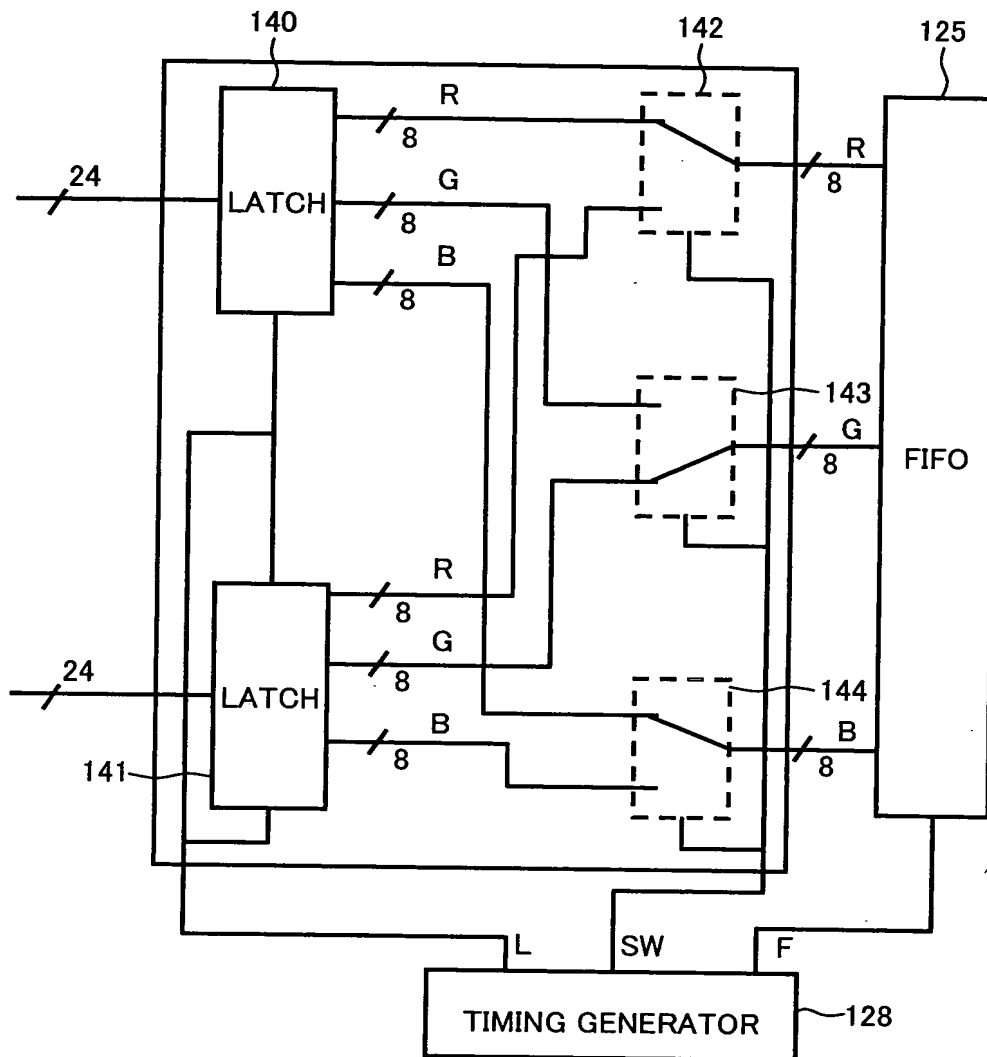 140
142
125
R
8
R
8
24
LATCH
G
8
B
8
143
G
8
FIFO
R
8
24
LATCH
G
8
144
B
8
B
8
141
L
SW
F
TIMING GENERATOR
128